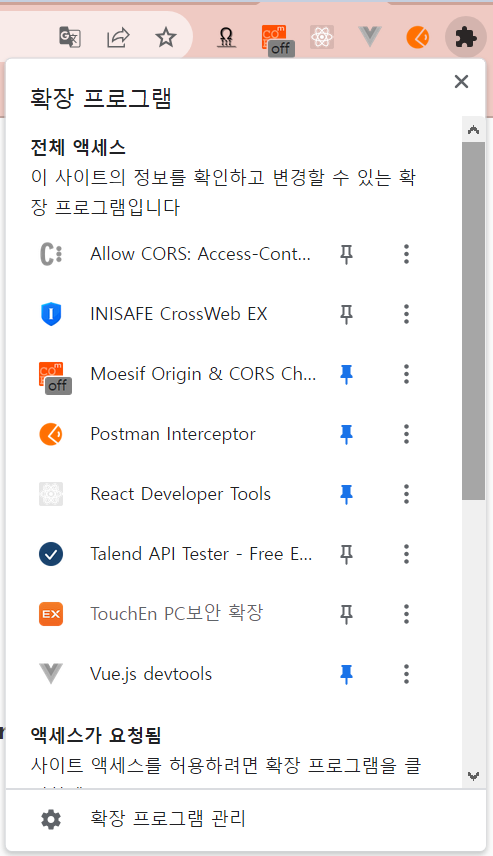 cdm
off
확장 프로그램
전체 액세스
이 사이트의 정보를 확인하고 변경할 수 있는 확
장 프로그램입니다
Allow CORS: Access-Cont...
INISAFE CrossWeb EX
Moesif Origin & CORS Ch...
off
Postman Interceptor
React Developer Tools
Talend API Tester - Free E...
EX
TouchEn PC보안 확장
Vue.js devtools
액세스가 요청됨
사이트 액세스를 허용하려면 확장 프로그램을 클
확장 프로그램 관리